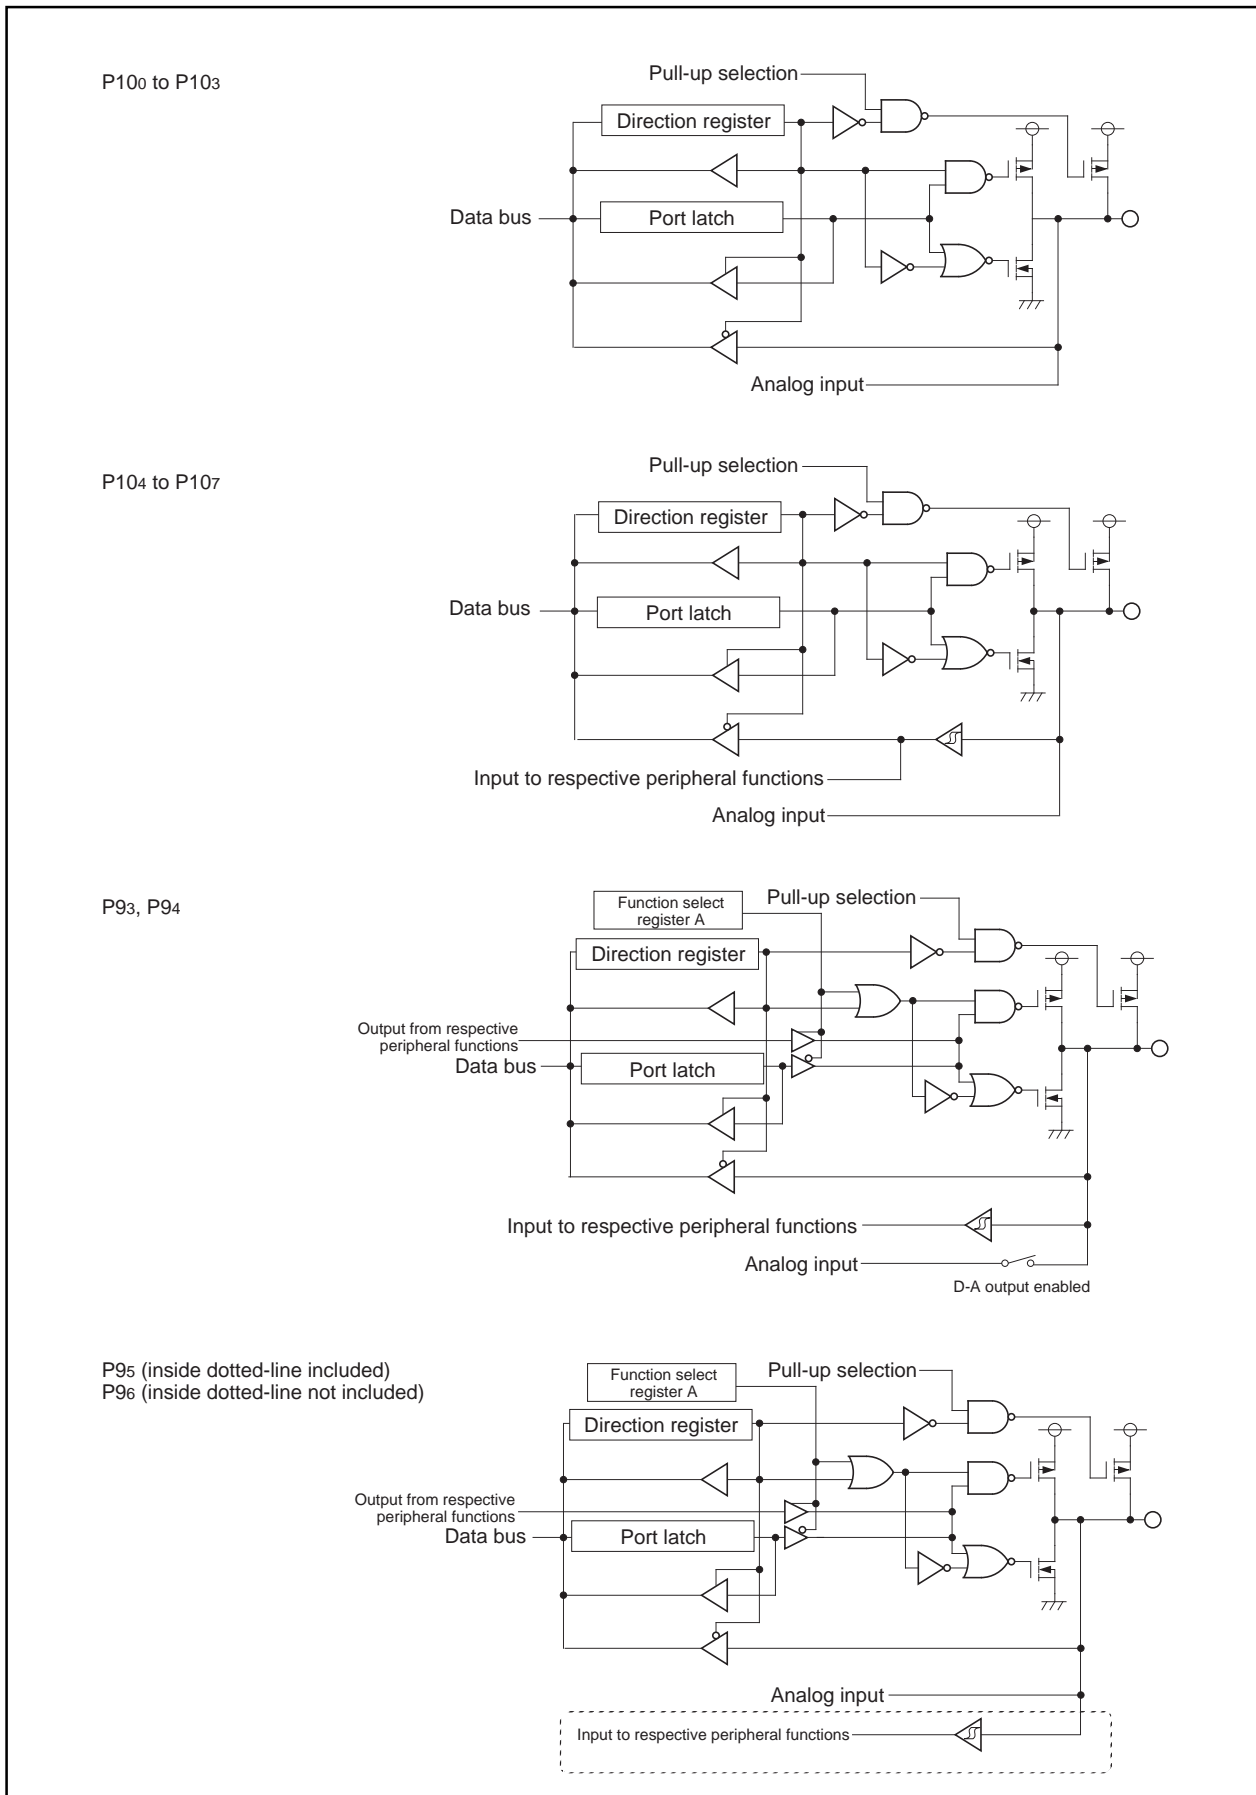 P100 to P103
Pull-up selection
Direction register
Data bus
Port latch
Analog input
P104 to P107
Pull-up selection
Direction register
Data bus
Port latch
Input to respective peripheral functions
Analog input
P93, P94
Function select
register A
Pull-up selection
Direction register
Output from respective
peripheral functions
Data bus
Port latch
Input to respective peripheral functions
Analog input
D-A output enabled
P95 (inside dotted-line included)
P96 (inside dotted-line not included)
Function select
register A
Pull-up selection
Direction register
Output from respective
peripheral functions
Data bus
Port latch
Analog input
Input to respective peripheral functions